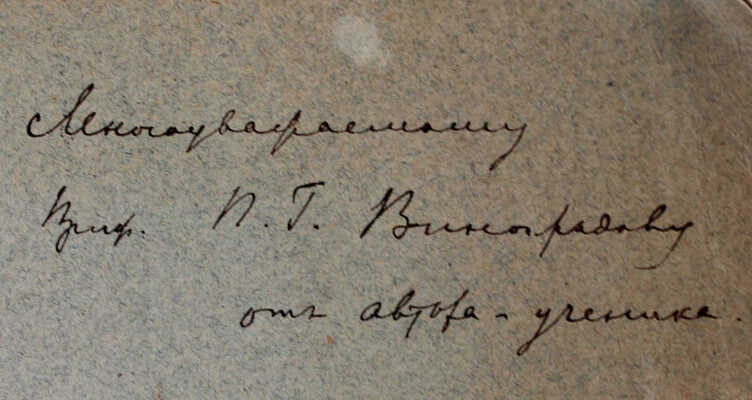 Многоуважаемому
Проф. П. Г. Виноградову
отъ автора - ученика.